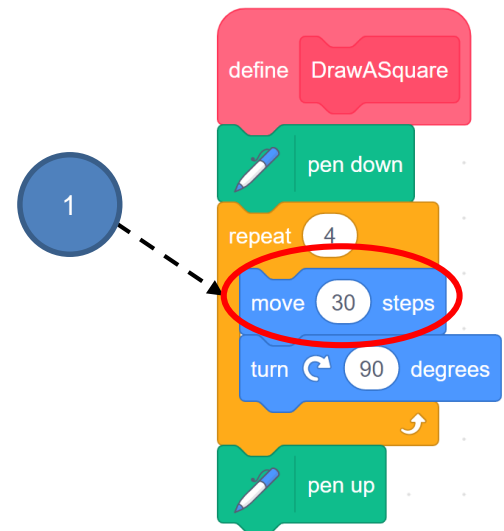 define DrawASquare
pen down
1
repeat 4
move 30 steps
turn 90 degrees
pen up